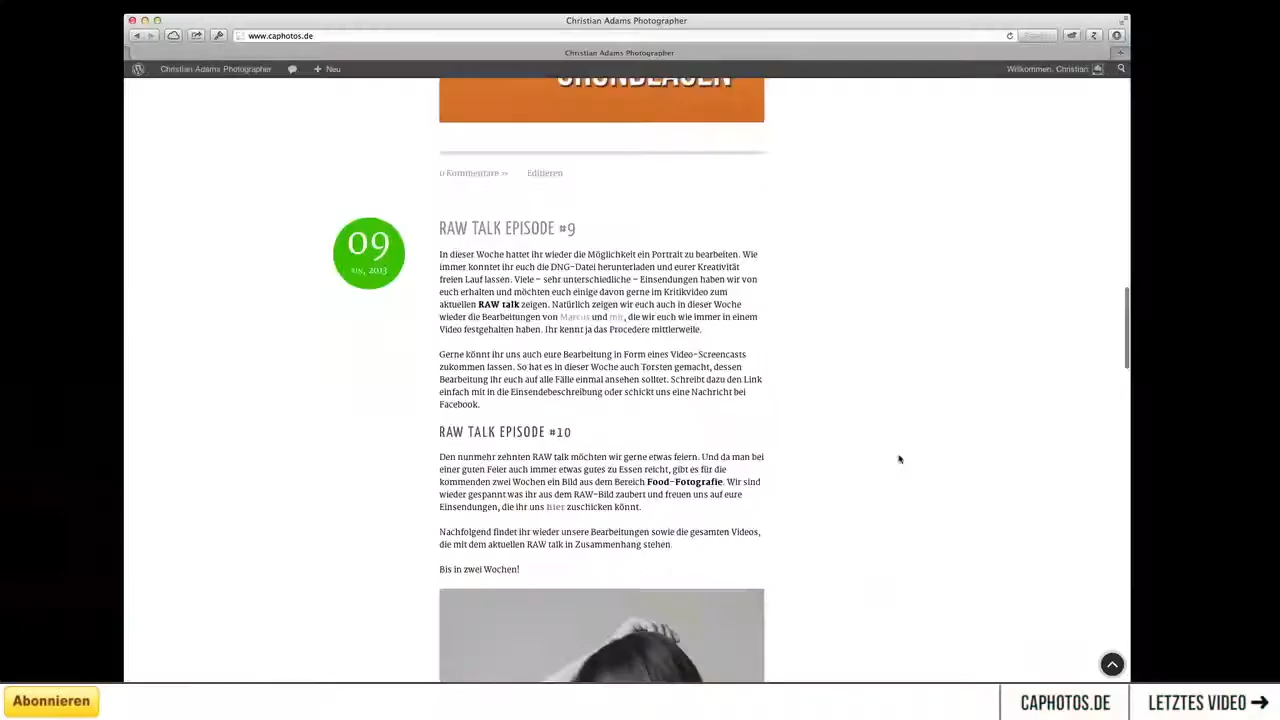 Christian Adams Photographer
www.caphotos.de
Christian Adams Photographer
Christian Adams Photographer
Neu
Willkommen, Christian
GRUNDLAGEN
0 Kommentare »
Editieren
09
JUN, 2013
RAW TALK EPISODE #9
In dieser Woche hattet ihr wieder die Möglichkeit ein Portrait zu bearbeiten. Wie
immer konntet ihr euch die DNG-Datei herunterladen und eurer Kreativität
freien Lauf lassen. Viele – sehr unterschiedliche – Einsendungen haben wir von
euch erhalten und möchten euch einige davon gerne im Kritikvideo zum
aktuellen RAW talk zeigen. Natürlich zeigen wir euch auch in dieser Woche
wieder die Bearbeitungen von Marcus und mir, die wir euch wie immer in einem
Video festgehalten haben. Ihr kennt ja das Procedere mittlerweile.
Gerne könnt ihr uns auch eure Bearbeitung in Form eines Video-Screencasts
zukommen lassen. So hat es in dieser Woche auch Torsten gemacht, dessen
Bearbeitung ihr euch auf alle Fälle einmal ansehen solltet. Schreibt dazu den Link
einfach mit in die Einsendebeschreibung oder schickt uns eine Nachricht bei
Facebook.
RAW TALK EPISODE #10
Den nunmehr zehnten RAW talk möchten wir gerne etwas feiern. Und da man bei
einer guten Feier auch immer etwas gutes zu Essen reicht, gibt es für die
kommenden zwei Wochen ein Bild aus dem Bereich Food-Fotografie. Wir sind
wieder gespannt was ihr aus dem RAW-Bild zaubert und freuen uns auf eure
Einsendungen, die ihr uns hier zuschicken könnt.
Nachfolgend findet ihr wieder unsere Bearbeitungen sowie die gesamten Videos,
die mit dem aktuellen RAW talk in Zusammenhang stehen.
Bis in zwei Wochen!
Abonnieren
CAPHOTOS.DE
LETZTES VIDEO